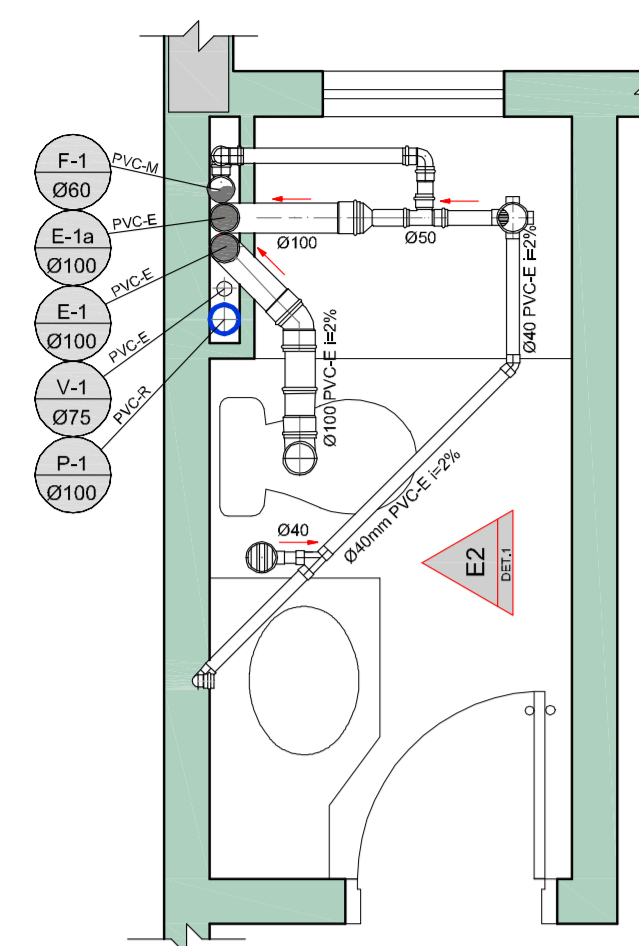 F-1
Ø60
PVC-M
E-1a
Ø100
PVC-E
E-1
Ø100
PVC-E
V-1
Ø75
PVC-E
P-1
Ø100
PVC-R
Ø100
Ø50
Ø40 PVC-E i=2%
Ø100 PVC-E i=2%
Ø40mm PVC-E i=2%
Ø40
E2
DET.1